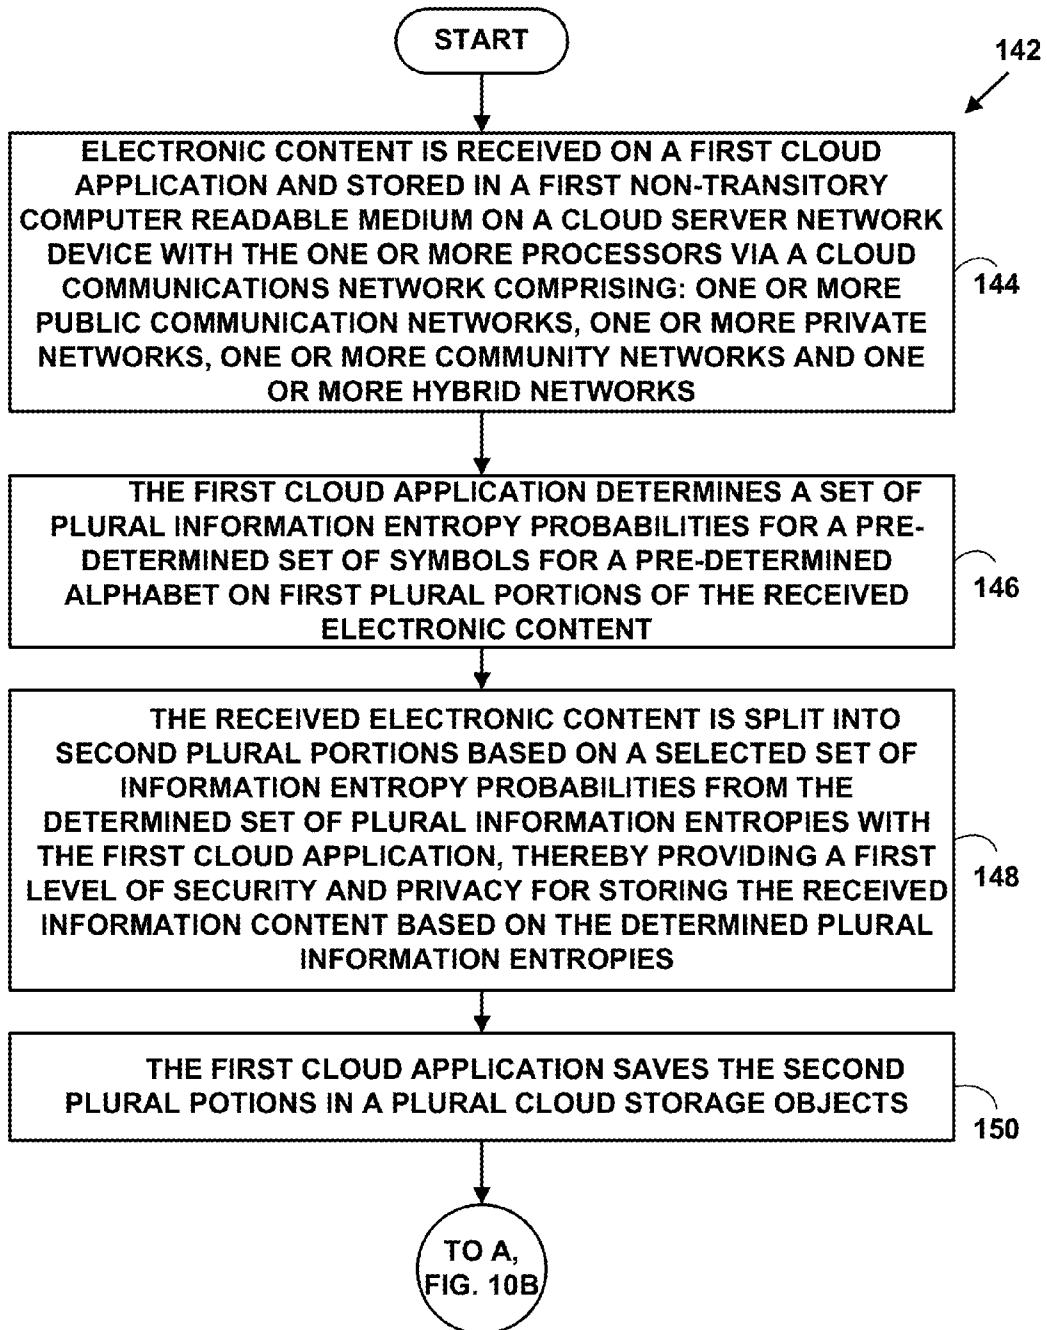 START
142
ELECTRONIC CONTENT IS RECEIVED ON A FIRST CLOUD
APPLICATION AND STORED IN A FIRST NON-TRANSITORY
COMPUTER READABLE MEDIUM ON A CLOUD SERVER NETWORK
DEVICE WITH THE ONE OR MORE PROCESSORS VIA A CLOUD
COMMUNICATIONS NETWORK COMPRISING: ONE OR MORE
PUBLIC COMMUNICATION NETWORKS, ONE OR MORE PRIVATE
NETWORKS, ONE OR MORE COMMUNITY NETWORKS AND ONE
OR MORE HYBRID NETWORKS
144
THE FIRST CLOUD APPLICATION DETERMINES A SET OF
PLURAL INFORMATION ENTROPY PROBABILITIES FOR A PRE-
DETERMINED SET OF SYMBOLS FOR A PRE-DETERMINED
ALPHABET ON FIRST PLURAL PORTIONS OF THE RECEIVED
ELECTRONIC CONTENT
146
THE RECEIVED ELECTRONIC CONTENT IS SPLIT INTO
SECOND PLURAL PORTIONS BASED ON A SELECTED SET OF
INFORMATION ENTROPY PROBABILITIES FROM THE
DETERMINED SET OF PLURAL INFORMATION ENTROPIES WITH
THE FIRST CLOUD APPLICATION, THEREBY PROVIDING A FIRST
LEVEL OF SECURITY AND PRIVACY FOR STORING THE RECEIVED
INFORMATION CONTENT BASED ON THE DETERMINED PLURAL
INFORMATION ENTROPIES
148
THE FIRST CLOUD APPLICATION SAVES THE SECOND
PLURAL POTIONS IN A PLURAL CLOUD STORAGE OBJECTS
150
TO A,
FIG. 10B